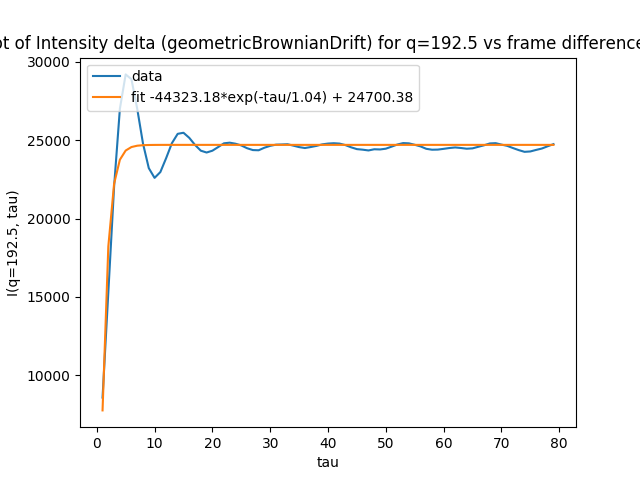 ot of Intensity delta (geometricBrownianDrift) for q=192.5 vs frame difference
data
fit -44323.18*exp(-tau/1.04) + 24700.38
30000
25000
20000
15000
10000
I(q=192.5, tau)
0 10 20 30 40 50 60 70 80
tau